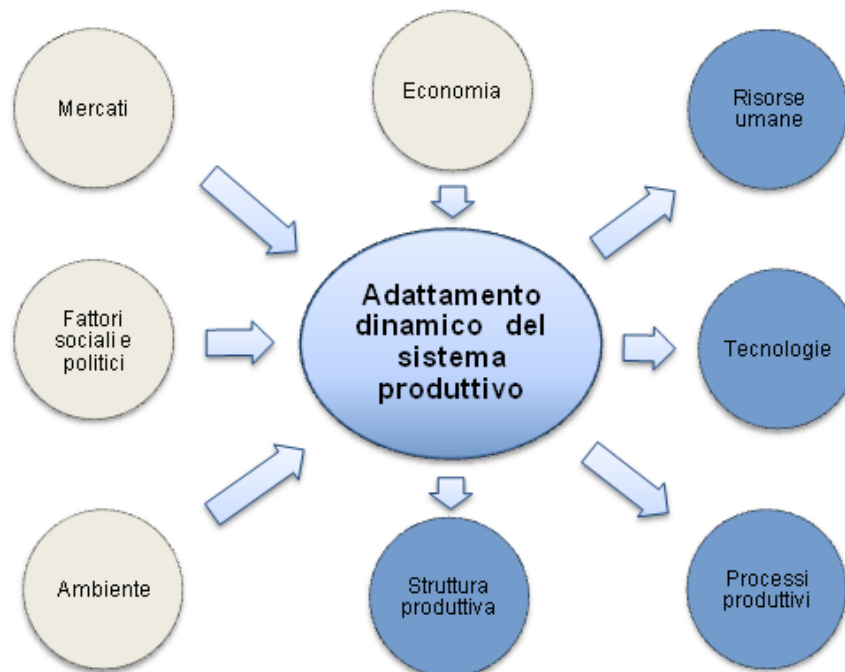 Mercati
Economia
Risorse
umane
Fattori
sociali e
politici
Adattamento
dinamico del
sistema
produttivo
Tecnologie
Ambiente
Struttura
produttiva
Processi
produttivi